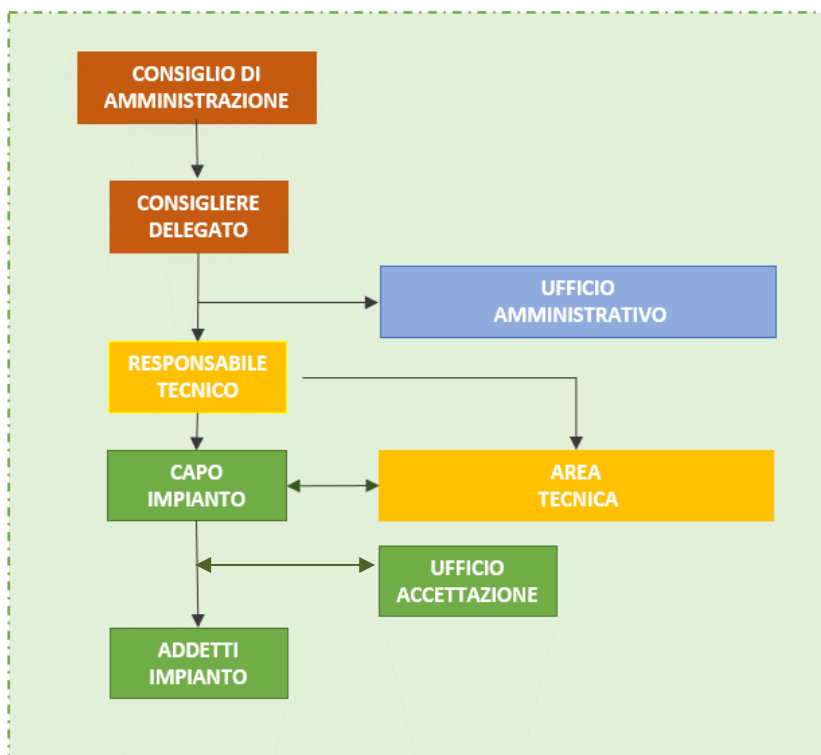 CONSIGLIO DI
AMMINISTRAZIONE
CONSIGLIERE
DELEGATO
UFFICIO
AMMINISTRATIVO
RESPONSABILE
TECNICO
CAPO
IMPIANTO
AREA
TECNICA
UFFICIO
ACCETTAZIONE
ADDETTI
IMPIANTO